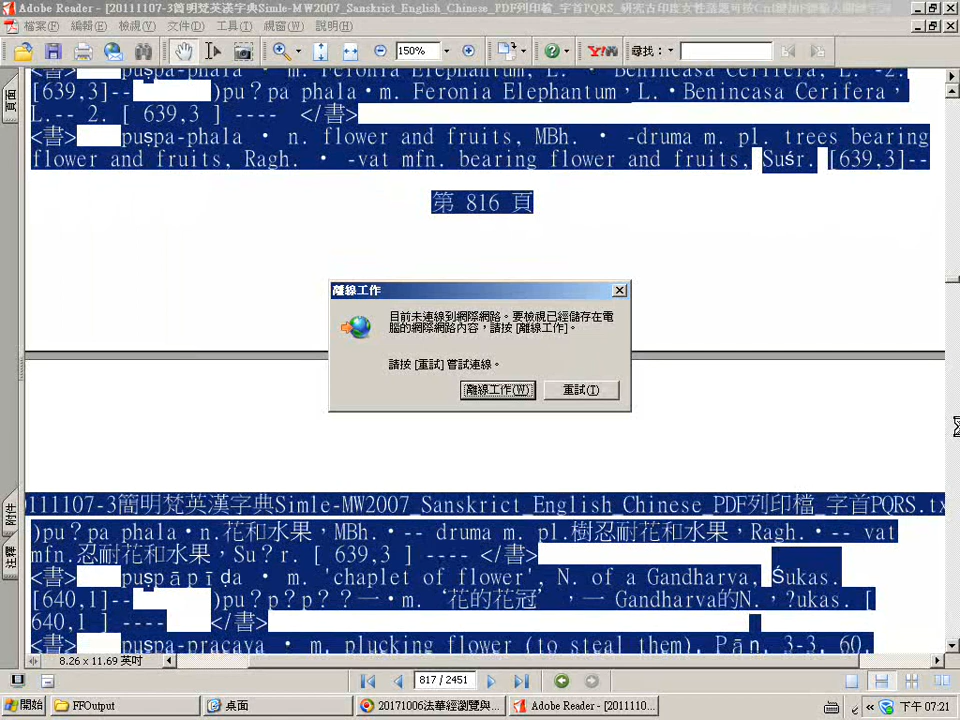 Adobe Reader - [20111107-3簡明梵英漢字典Simle-MW2007_Sanskrict_English_Chinese_PDF列印檔_字首PQRS_
檔案(F) 編輯(E) 檢視(V) 文件(D) 工具(T) 視窗(W) 說明(H)
150% Y! 尋找:
頁面
<書> puṣpa-phala • m. Feronia Elephantum, L. • Benincasa Cerifera, L. -2.
[639,3]-- )pu？pa phala•m. Feronia Elephantum，L.•Benincasa Cerifera，
L.-- 2. [ 639,3 ] ---- </書>
<書> puṣpa-phala • n. flower and fruits, MBh. • -druma m. pl. trees bearing
flower and fruits, Ragh. • -vat mfn. bearing flower and fruits, Suśr. [639,3]--
第 816 頁
離線工作
目前未連線到網際網路。要檢視已經儲存在電
腦的網際網路內容，請按 [離線工作]。
請按 [重試] 嘗試連線。
離線工作(W) 重試(T)
附件
註釋
111107-3簡明梵英漢字典Simle-MW2007_Sanskrict_English_Chinese_PDF列印檔_字首PQRS.tx
)pu？pa phala•n.花和水果，MBh.•-- druma m. pl.樹忍耐花和水果，Ragh.•-- vat
mfn.忍耐花和水果，Su？r. [ 639,3 ] ---- </書>
<書> puṣpāpīḍa • m. 'chaplet of flower', N. of a Gandharva, Śukas.
[640,1]-- )pu？p?p??一•m.‘花的花冠’，一 Gandharva的N.，?ukas. [
640,1 ] ---- </書>
<書> puṣpa-pracaya • m. plucking flower (to steal them), Pāṇ. 3-3, 60.
8.26 x 11.69 英吋
817 / 2451
開始 FFOutput 桌面 20171006法華經瀏覽與... Adobe Reader - [2011110... 下午 07:21